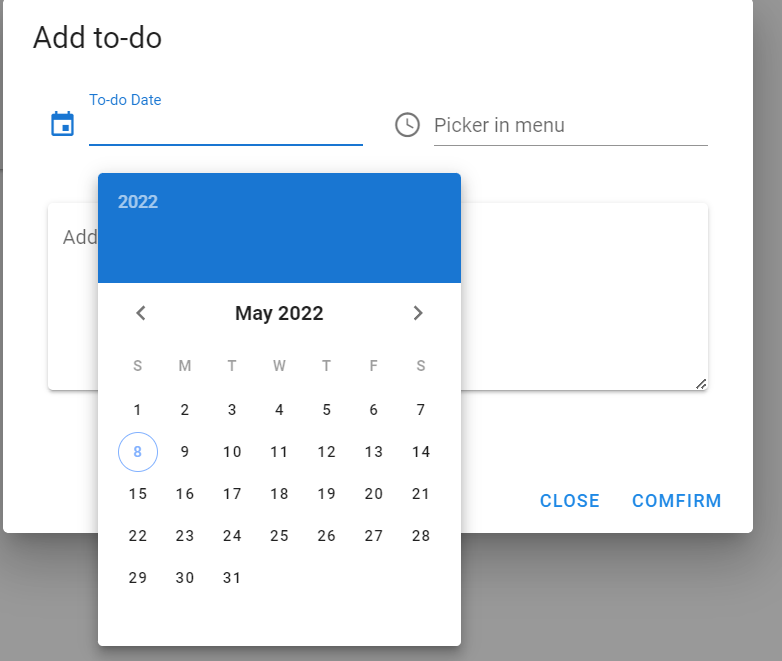 Add to-do
To-do Date
Picker in menu
2022
Add
May 2022
S M T W T F S
1 2 3 4 5 6 7
8 9 10 11 12 13 14
15 16 17 18 19 20 21
22 23 24 25 26 27 28
29 30 31
CLOSE COMFIRM